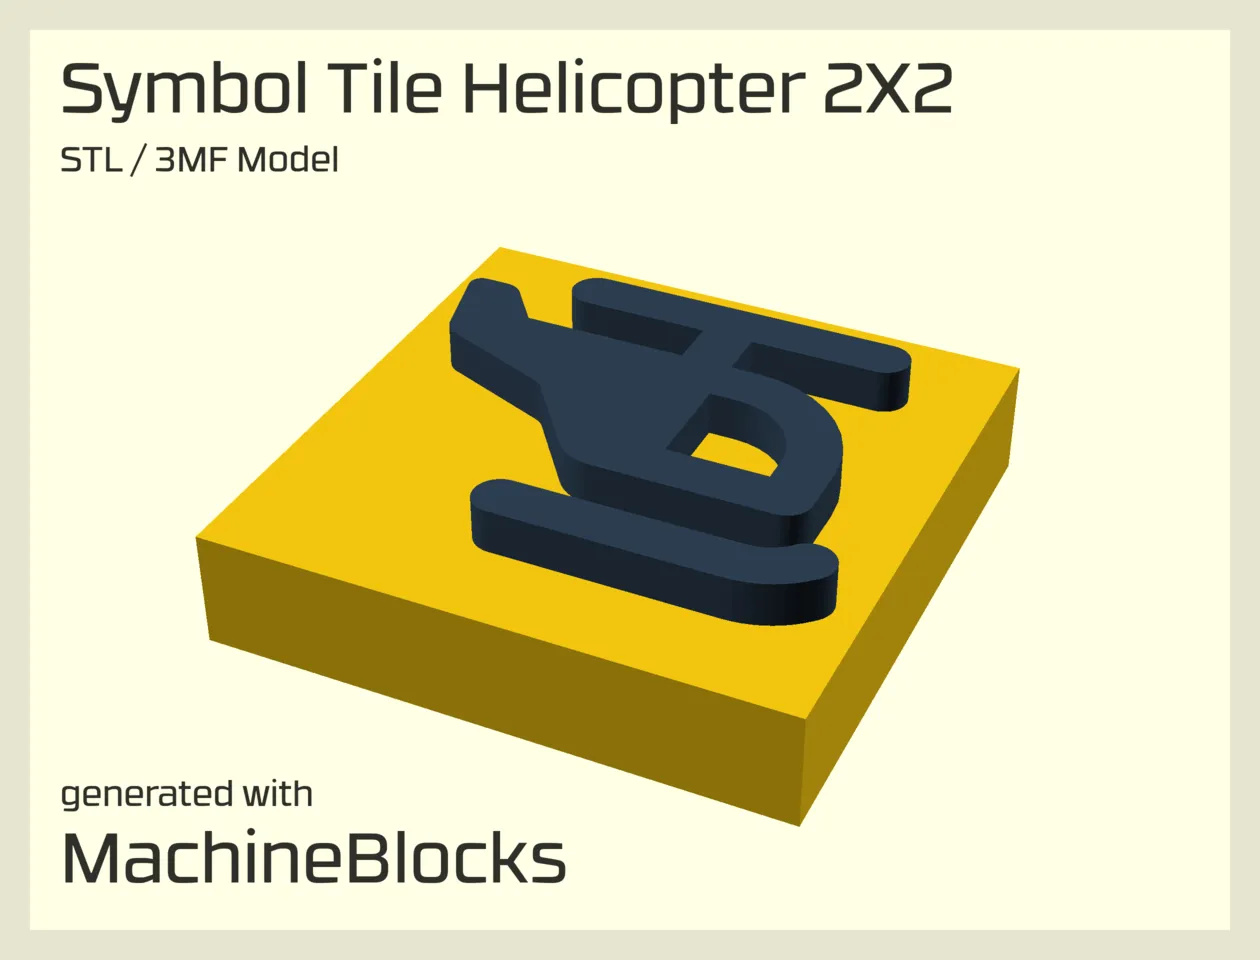 Symbol Tile Helicopter 2X2
STL / 3MF Model
generated with
MachineBlocks